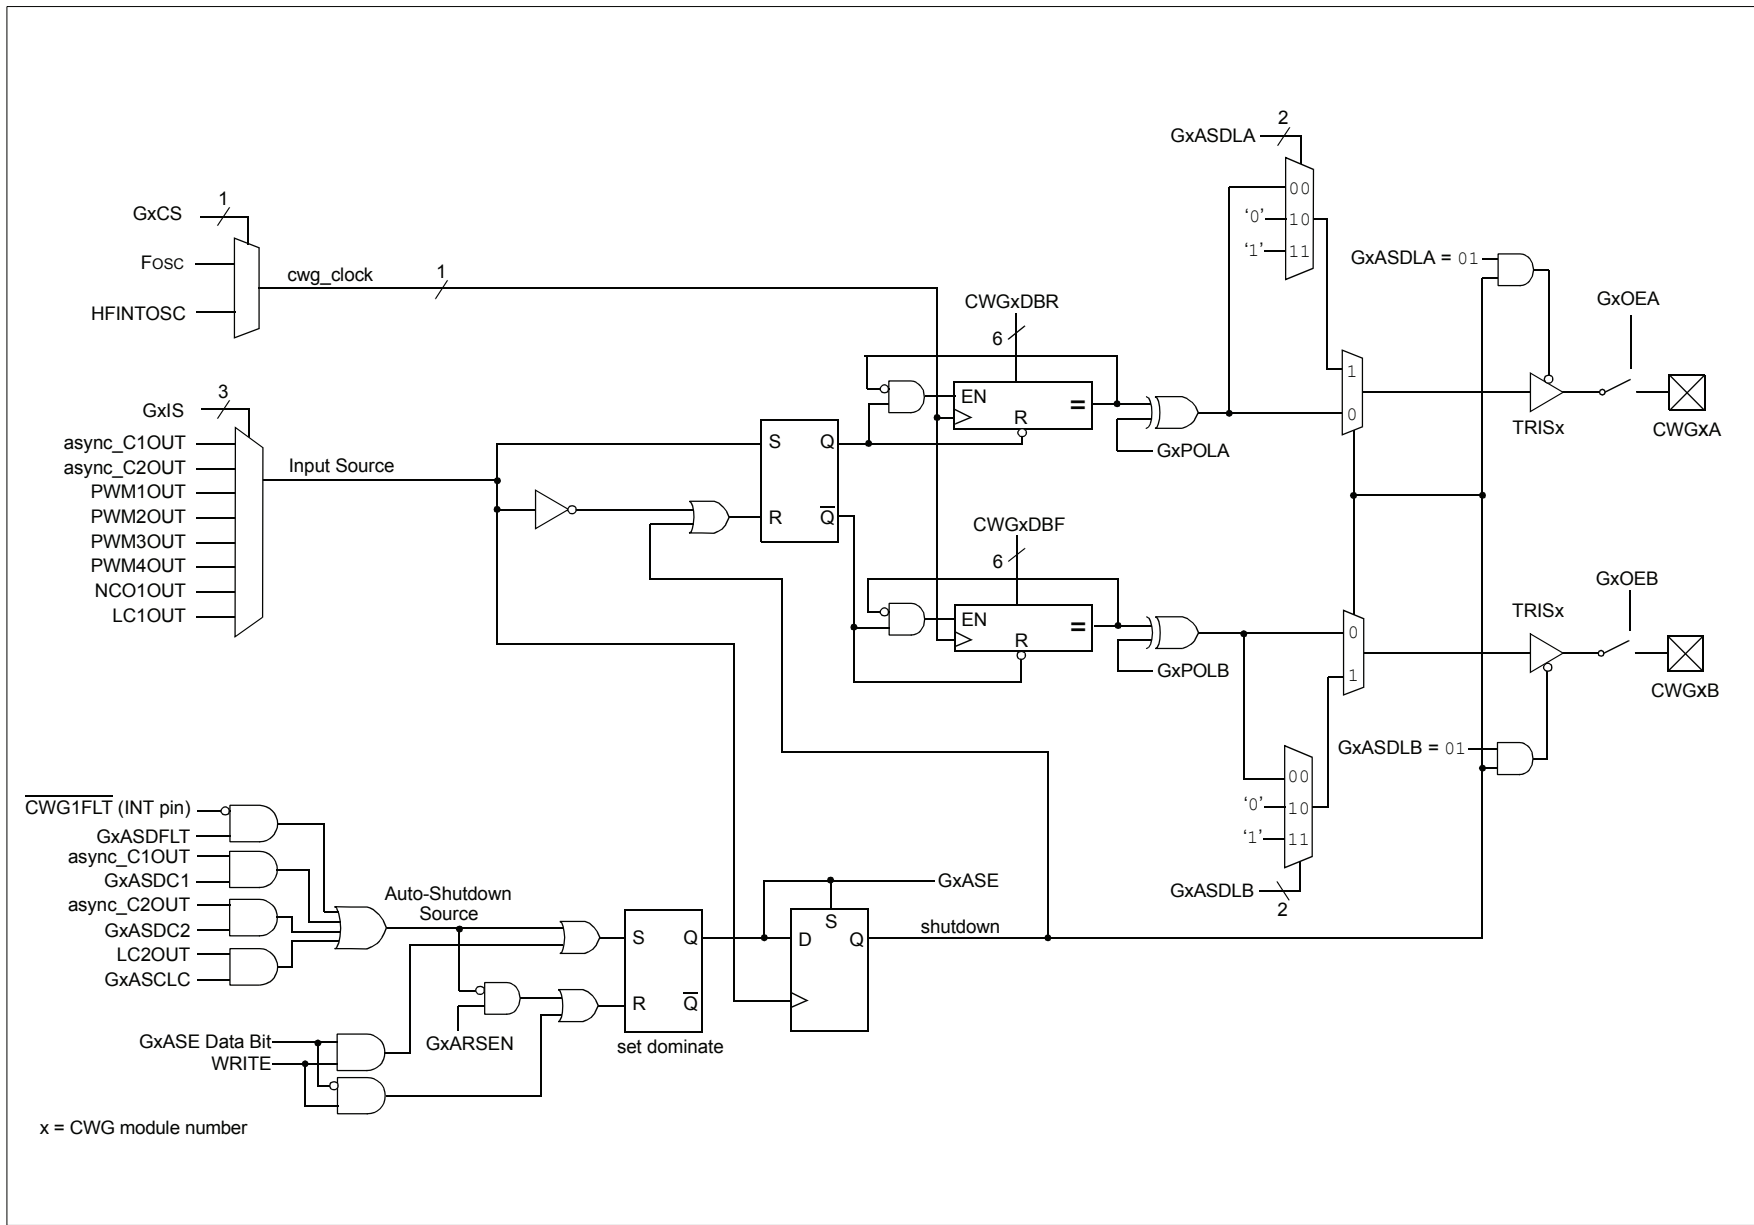 2
GxASDLA
00
'0'
10
'1'
11
1
GxCS
FOSC
HFINTOSC
cwg_clock
1
GxASDLA = 01
GxOEA
CWGxDBR
6
EN
=
R
GxPOLA
1
0
TRISx
CWGxA
3
GxIS
async_C1OUT
async_C2OUT
PWM1OUT
PWM2OUT
PWM3OUT
PWM4OUT
NCO1OUT
LC1OUT
Input Source
S
Q
R
Q
CWGxDBF
6
EN
=
R
GxPOLB
0
1
TRISx
GxOEB
CWGxB
GxASDLB = 01
00
'0'
10
'1'
11
GxASDLB
2
CWG1FLT (INT pin)
GxASDFLT
async_C1OUT
GxASDC1
async_C2OUT
GxASDC2
LC2OUT
GxASCLC
Auto-Shutdown
Source
GxARSEN
GxASE Data Bit
WRITE
S
Q
R
Q
set dominate
GxASE
S
D
Q
shutdown
x = CWG module number